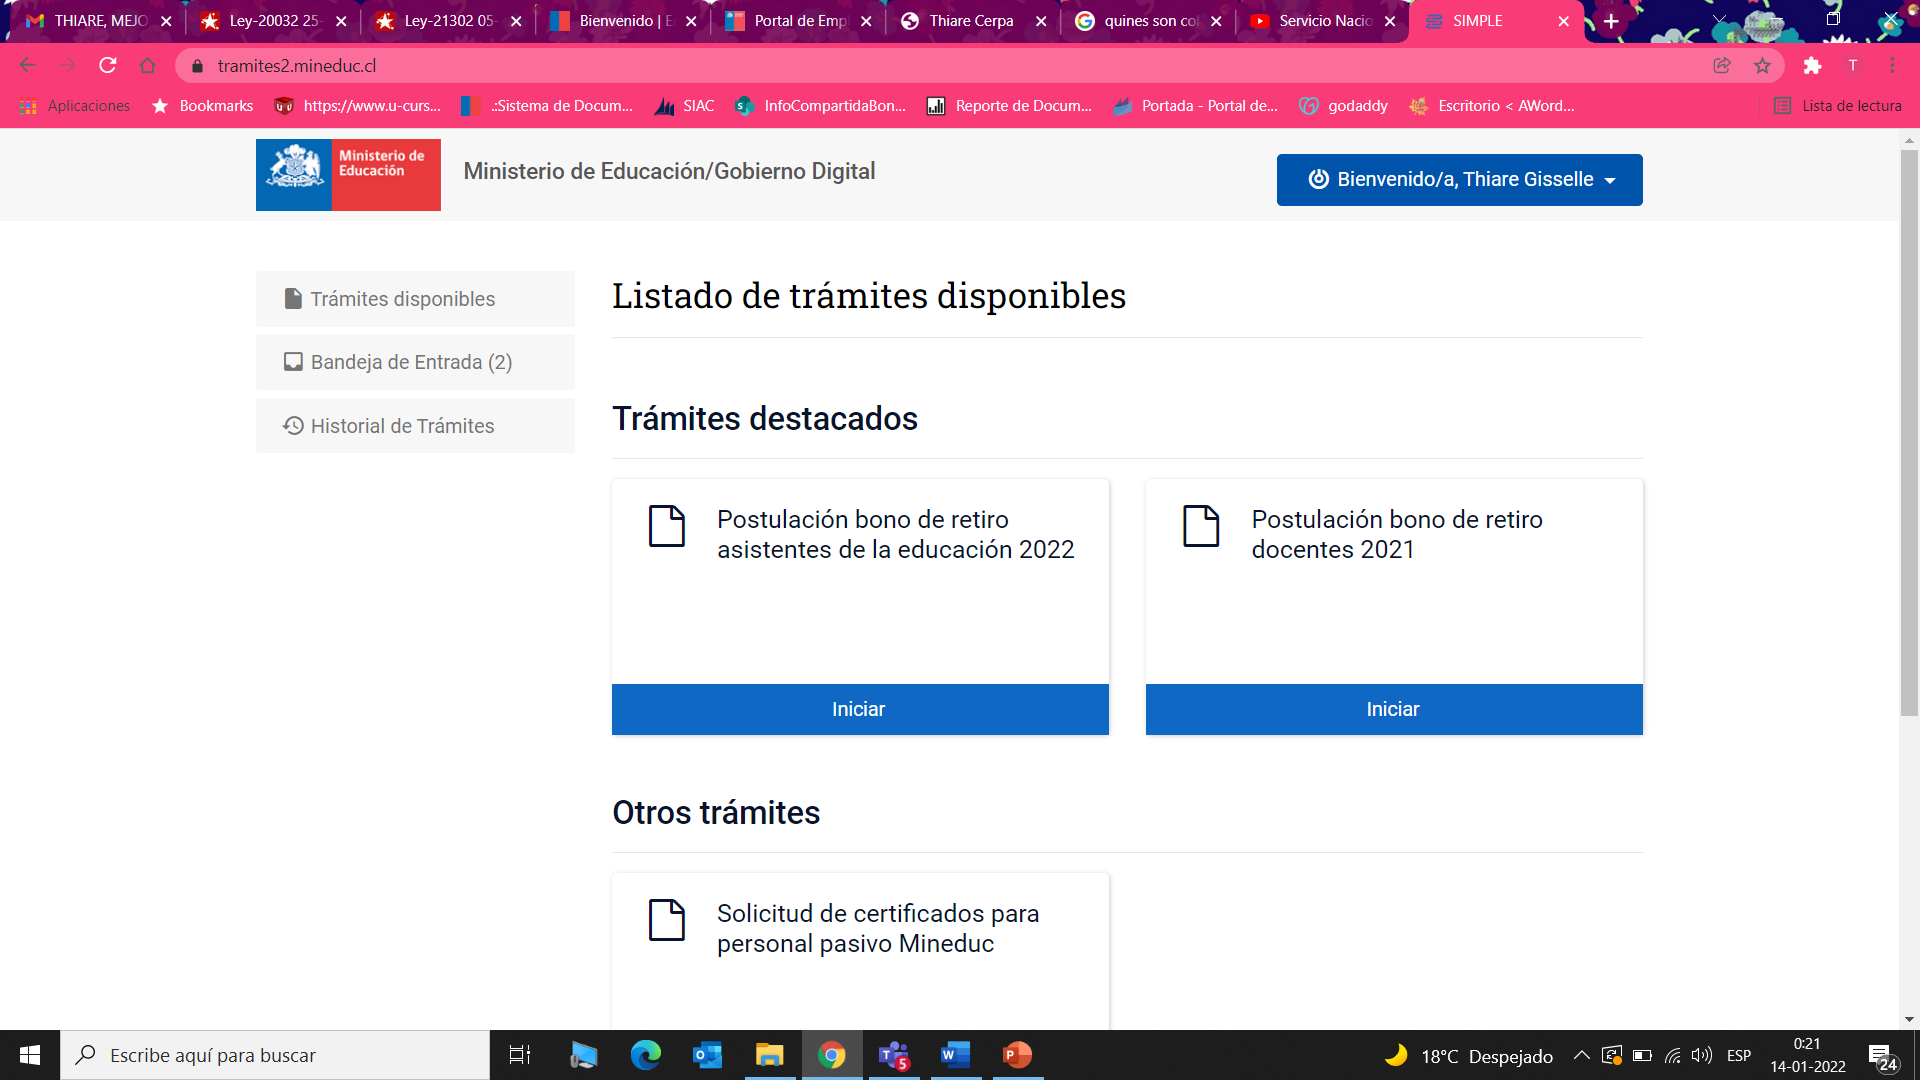 THIARE, MEJO
Ley-20032 25-
Ley-21302 05-
Bienvenido | E
Portal de Empl
Thiare Cerpa
quines son col
Servicio Nacio
SIMPLE
tramites2.mineduc.cl
T
Aplicaciones
Bookmarks
https://www.u-curs...
.:Sistema de Docum...
SIAC
InfoCompartidaBon...
Reporte de Docum...
Portada - Portal de...
godaddy
Escritorio < AWord...
Lista de lectura
Ministerio de
Educación
Ministerio de Educación/Gobierno Digital
Bienvenido/a, Thiare Gisselle
Trámites disponibles
Bandeja de Entrada (2)
Historial de Trámites
Listado de trámites disponibles
Trámites destacados
Postulación bono de retiro
asistentes de la educación 2022
Iniciar
Postulación bono de retiro
docentes 2021
Iniciar
Otros trámites
Solicitud de certificados para
personal pasivo Mineduc
Escribe aquí para buscar
18°C Despejado
ESP
0:21
14-01-2022
24